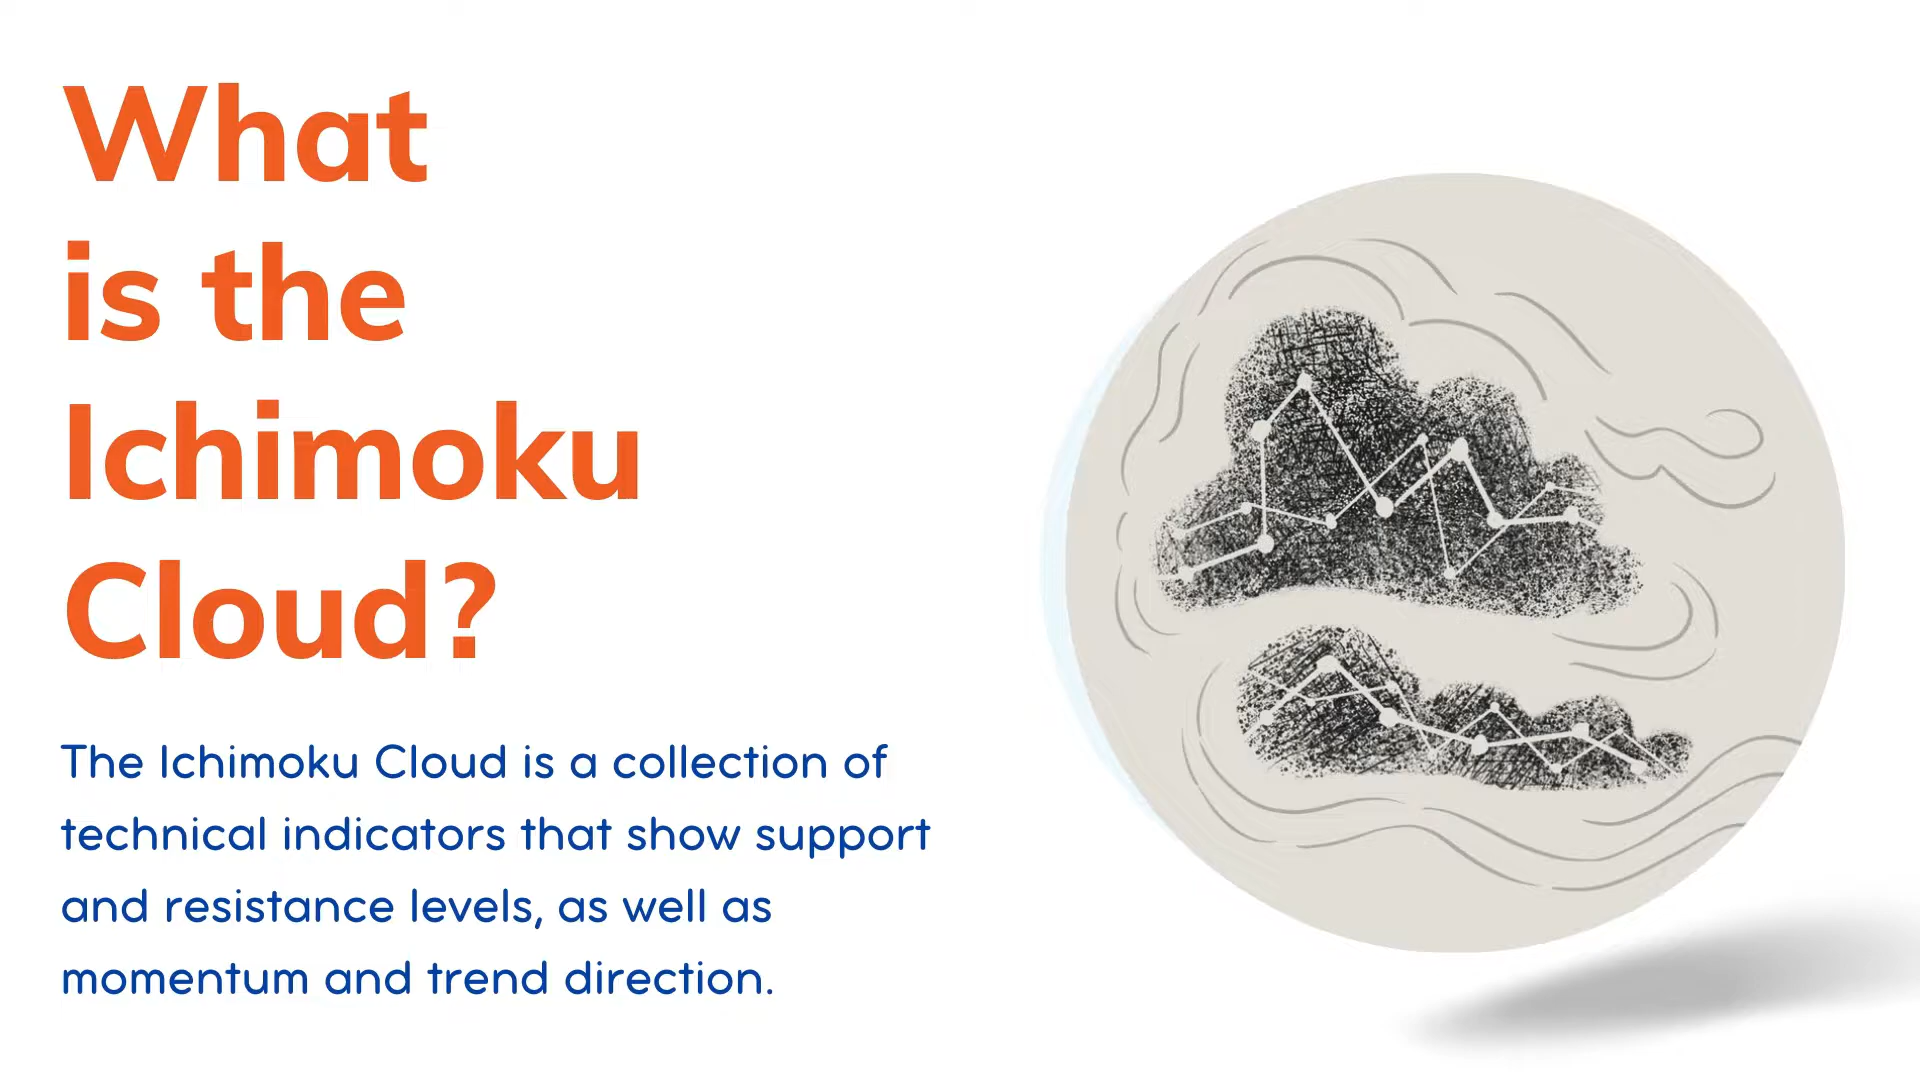 What
is the
Ichimoku
Cloud?
The Ichimoku Cloud is a collection of
technical indicators that show support
and resistance levels, as well as
momentum and trend direction.